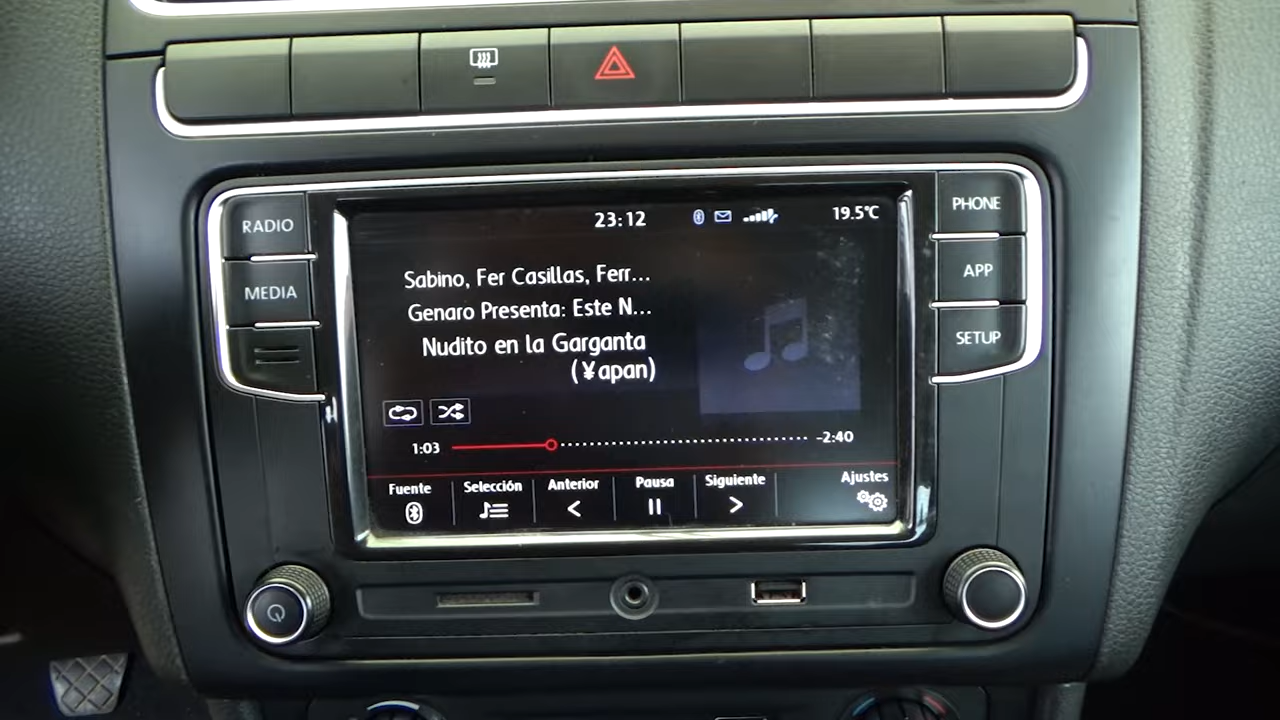 23:12
19.5°C
RADIO
MEDIA
PHONE
APP
SETUP
Sabino, Fer Casillas, Ferr...
Genaro Presenta: Este N...
Nudito en la Garganta
(¥apan)
1:03
-2:40
Fuente
Selección
Anterior
Pausa
Siguiente
Ajustes